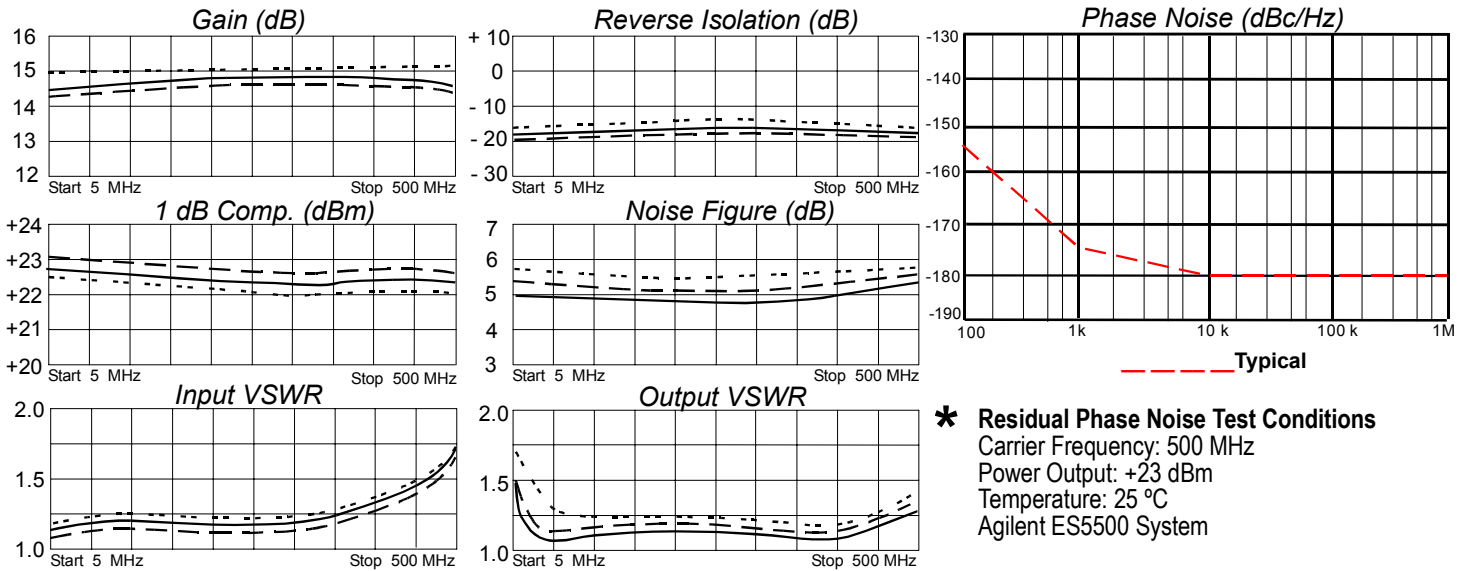 Gain (dB)
16
15
14
13
12
Start 5 MHz
Stop 500 MHz
Reverse Isolation (dB)
+ 10
0
- 10
- 20
- 30
Start 5 MHz
Stop 500 MHz
Phase Noise (dBc/Hz)
-130
-140
-150
-160
-170
-180
-190
100
1k
10 k
100 k
1M
Typical
1 dB Comp. (dBm)
+24
+23
+22
+21
+20
Start 5 MHz
Stop 500 MHz
Noise Figure (dB)
7
6
5
4
3
Start 5 MHz
Stop 500 MHz
Input VSWR
2.0
1.5
1.0
Start 5 MHz
Stop 500 MHz
Output VSWR
2.0
1.5
1.0
Start 5 MHz
Stop 500 MHz
* Residual Phase Noise Test Conditions
Carrier Frequency: 500 MHz
Power Output: +23 dBm
Temperature: 25 ºC
Agilent ES5500 System